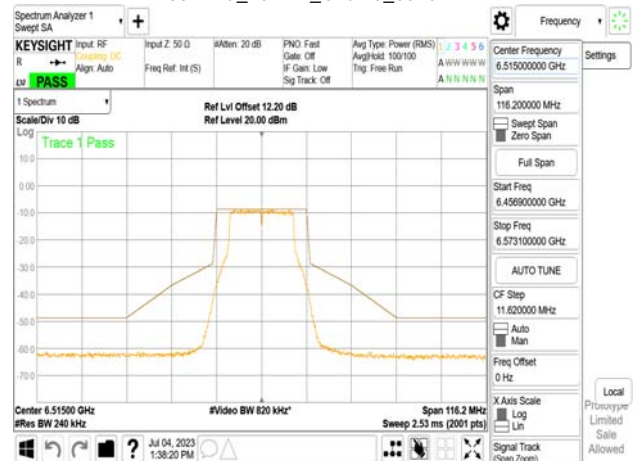 Spectrum Analyzer 1
Swept SA
Frequency
KEYSIGHT
Input: RF
Coupling: DC
Align: Auto
Input Z: 50 Ω
Freq Ref: Int (S)
#Atten: 20 dB
PNO: Fast
Gate: Off
IF Gain: Low
Sig Track: Off
Avg Type: Power (RMS)
Avg|Hold: 100/100
Trig: Free Run
1 2 3 4 5 6
A W W W W W
A N N N N N
R
LVI
PASS
Center Frequency
6.515000000 GHz
Settings
Span
116.200000 MHz
Swept Span
Zero Span
Full Span
Start Freq
6.456900000 GHz
Stop Freq
6.573100000 GHz
AUTO TUNE
CF Step
11.620000 MHz
Auto
Man
Freq Offset
0 Hz
X Axis Scale
Log
Lin
Signal Track
(Span Zoom)
Local
Prototype
Limited
Sale
Allowed
1 Spectrum
Scale/Div 10 dB
Ref Lvl Offset 12.20 dB
Ref Level 20.00 dBm
Log
Trace 1 Pass
10.0
0.00
-10.0
-20.0
-30.0
-40.0
-50.0
-60.0
-70.0
Center 6.51500 GHz
#Res BW 240 kHz
#Video BW 820 kHz*
Span 116.2 MHz
Sweep 2.53 ms (2001 pts)
Jul 04, 2023
1:38:20 PM